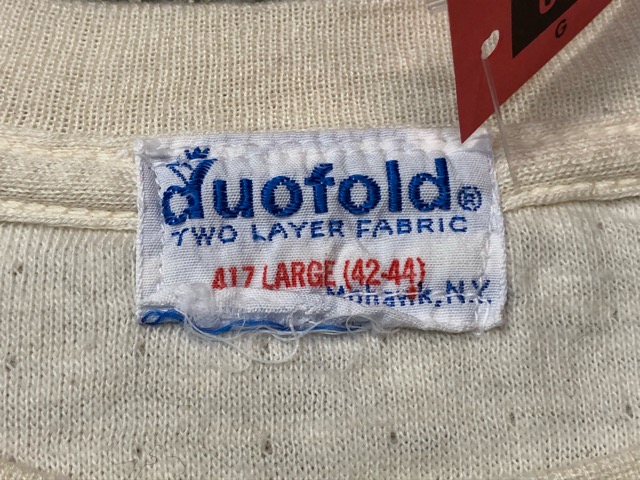 G
duofold®
TWO LAYER FABRIC
417 LARGE (42-44)
Mohawk, N.Y.